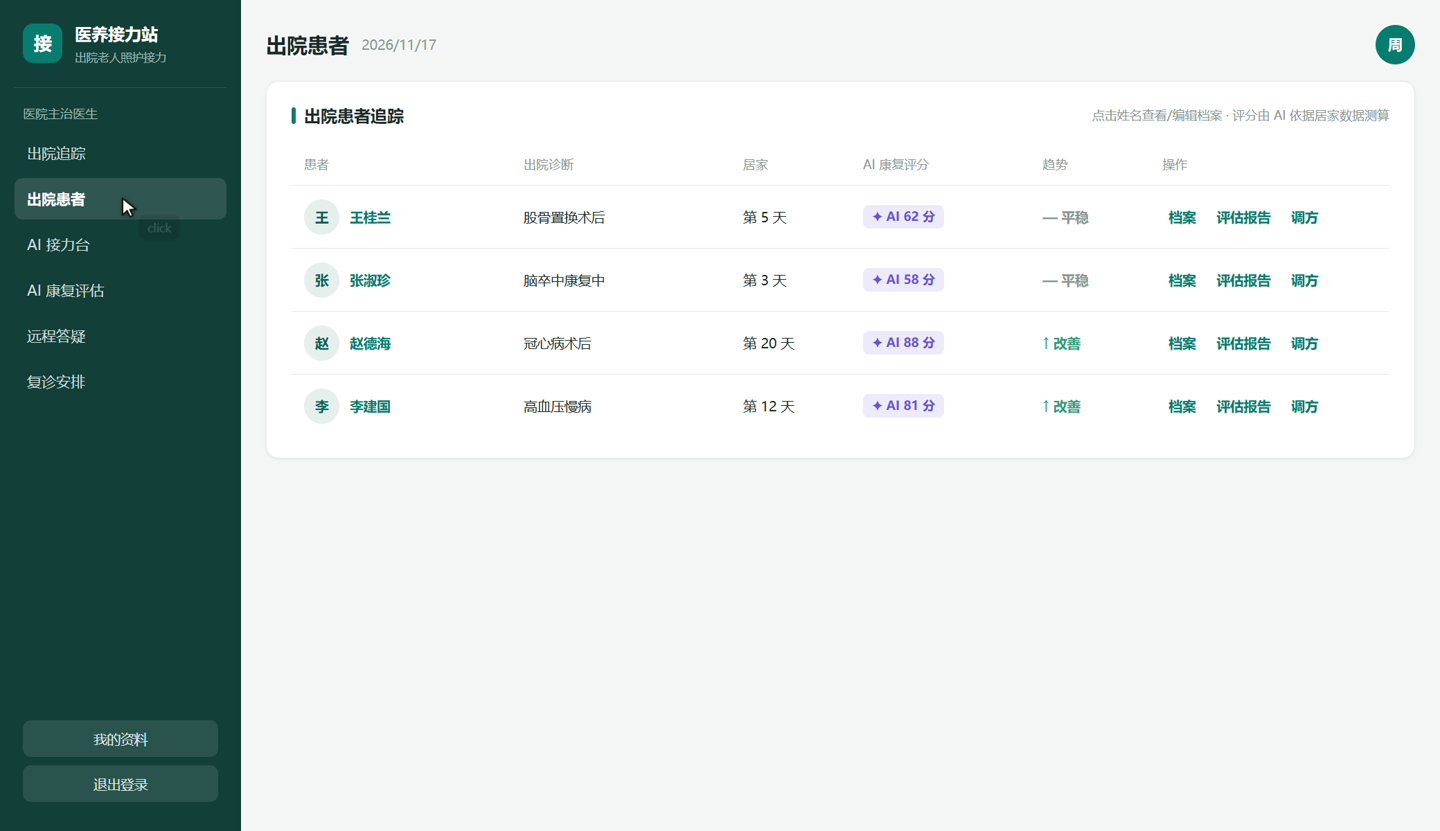 接 医养接力站
出院老人照护接力
医院主治医生
出院追踪
出院患者
click
AI 接力台
AI 康复评估
远程答疑
复诊安排
我的资料
退出登录
出院患者 2026/11/17 周
出院患者追踪 点击姓名查看/编辑档案 · 评分由 AI 依据居家数据测算
患者 出院诊断 居家 AI 康复评分 趋势 操作
王 王桂兰 股骨置换术后 第 5 天 ✦ AI 62 分 — 平稳 档案 评估报告 调方
张 张淑珍 脑卒中康复中 第 3 天 ✦ AI 58 分 — 平稳 档案 评估报告 调方
赵 赵德海 冠心病术后 第 20 天 ✦ AI 88 分 ↑ 改善 档案 评估报告 调方
李 李建国 高血压慢病 第 12 天 ✦ AI 81 分 ↑ 改善 档案 评估报告 调方